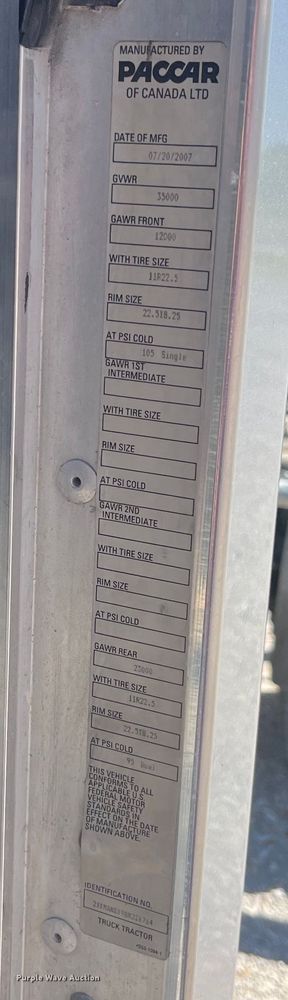 MANUFACTURED BY
PACCAR
OF CANADA LTD
DATE OF MFG
07/20/2007
GVWR
35000
GAWR FRONT
12000
WITH TIRE SIZE
11R22.5
RIM SIZE
22.5X8.25
AT PSI COLD
105 Single
GAWR 1ST
INTERMEDIATE
WITH TIRE SIZE
RIM SIZE
AT PSI COLD
GAWR 2ND
INTERMEDIATE
WITH TIRE SIZE
RIM SIZE
AT PSI COLD
GAWR REAR
23000
WITH TIRE SIZE
11R22.5
RIM SIZE
22.5X8.25
AT PSI COLD
95 Dual
THIS VEHICLE
CONFORMS TO ALL
APPLICABLE U.S.
FEDERAL MOTOR
VEHICLE SAFETY
STANDARDS IN
EFFECT ON THE DATE
OF MANUFACTURE
SHOWN ABOVE.
IDENTIFICATION NO.
TRUCK TRACTOR
Purple Wave Auction